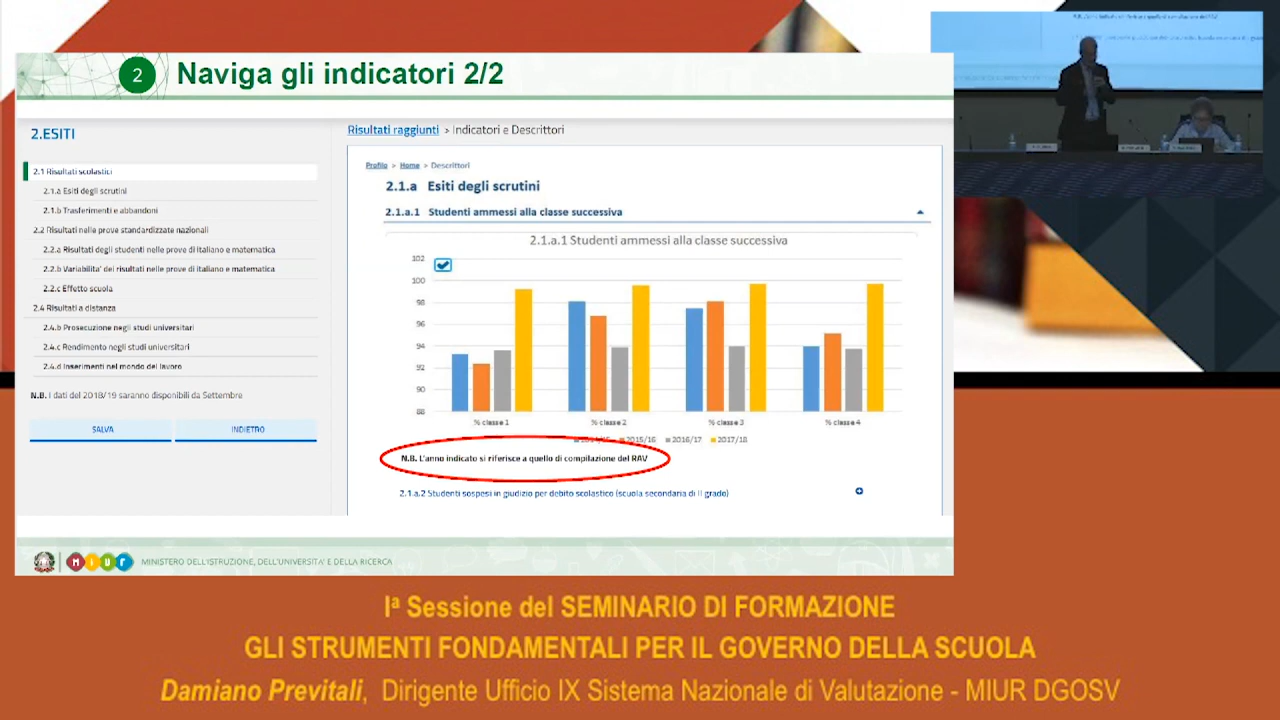 2 Naviga gli indicatori 2/2
2.ESITI
2.1 Risultati scolastici
2.1.a Esiti degli scrutini
2.1.b Trasferimenti e abbandoni
2.2 Risultati nelle prove standardizzate nazionali
2.2.a Risultati degli studenti nelle prove di italiano e matematica
2.2.b Variabilita' dei risultati nelle prove di italiano e matematica
2.2.c Effetto scuola
2.4 Risultati a distanza
2.4.b Prosecuzione negli studi universitari
2.4.c Rendimento negli studi universitari
2.4.d Inserimenti nel mondo del lavoro
N.B. I dati del 2018/19 saranno disponibili da Settembre
SALVA INDIETRO
Risultati raggiunti > Indicatori e Descrittori
Profilo > Home > Descrittori
2.1.a Esiti degli scrutini
2.1.a.1 Studenti ammessi alla classe successiva
2.1.a.1 Studenti ammessi alla classe successiva
102
100
98
96
94
92
90
88
% classe 1 % classe 2 % classe 3 % classe 4
2015/16 2016/17 2017/18
N.B. L'anno indicato si riferisce a quello di compilazione del RAV
2.1.a.2 Studenti sospesi in giudizio per debito scolastico (scuola secondaria di II grado)
MIUR MINISTERO DELL'ISTRUZIONE, DELL'UNIVERSITA' E DELLA RICERCA
Iª Sessione del SEMINARIO DI FORMAZIONE
GLI STRUMENTI FONDAMENTALI PER IL GOVERNO DELLA SCUOLA
Damiano Previtali, Dirigente Ufficio IX Sistema Nazionale di Valutazione - MIUR DGOSV